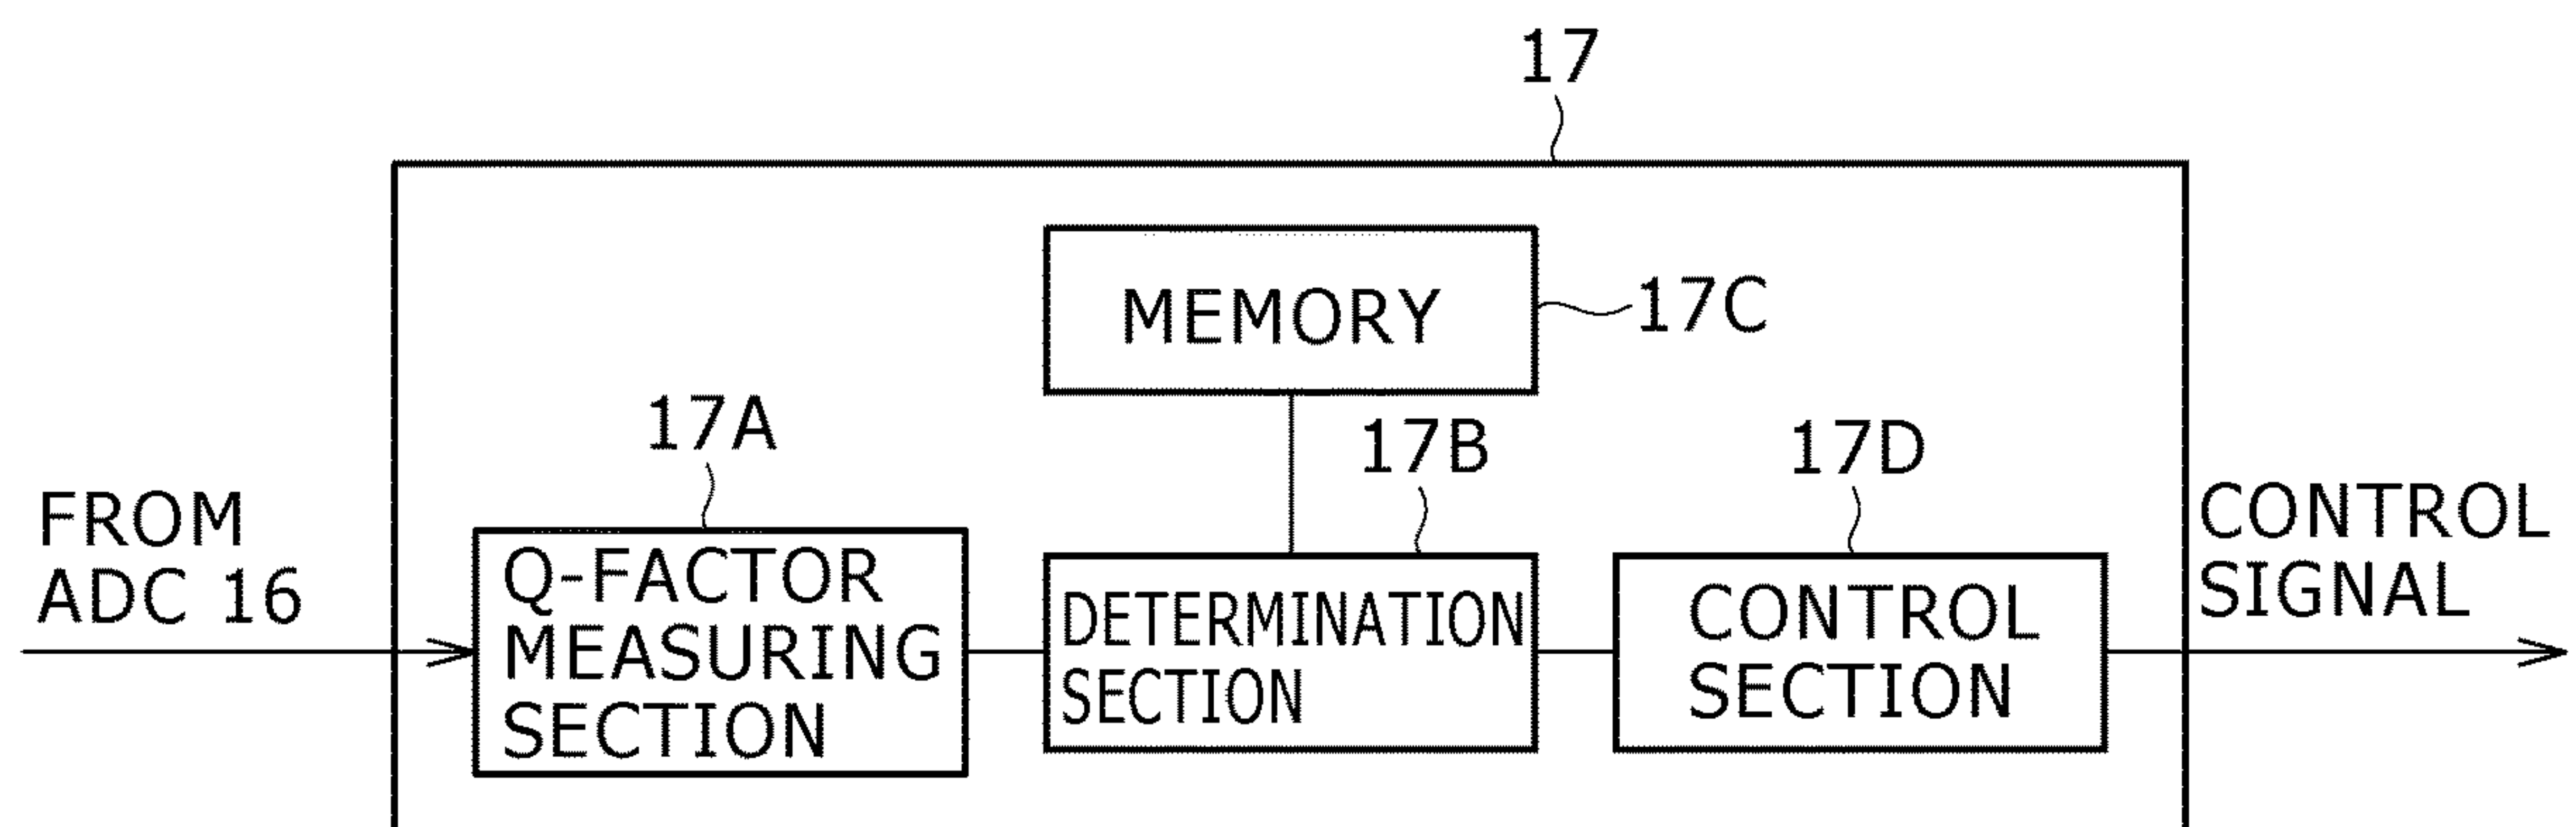 17
MEMORY
17C
17A
17B
17D
FROM
ADC 16
Q-FACTOR
MEASURING
SECTION
DETERMINATION
SECTION
CONTROL
SECTION
CONTROL
SIGNAL